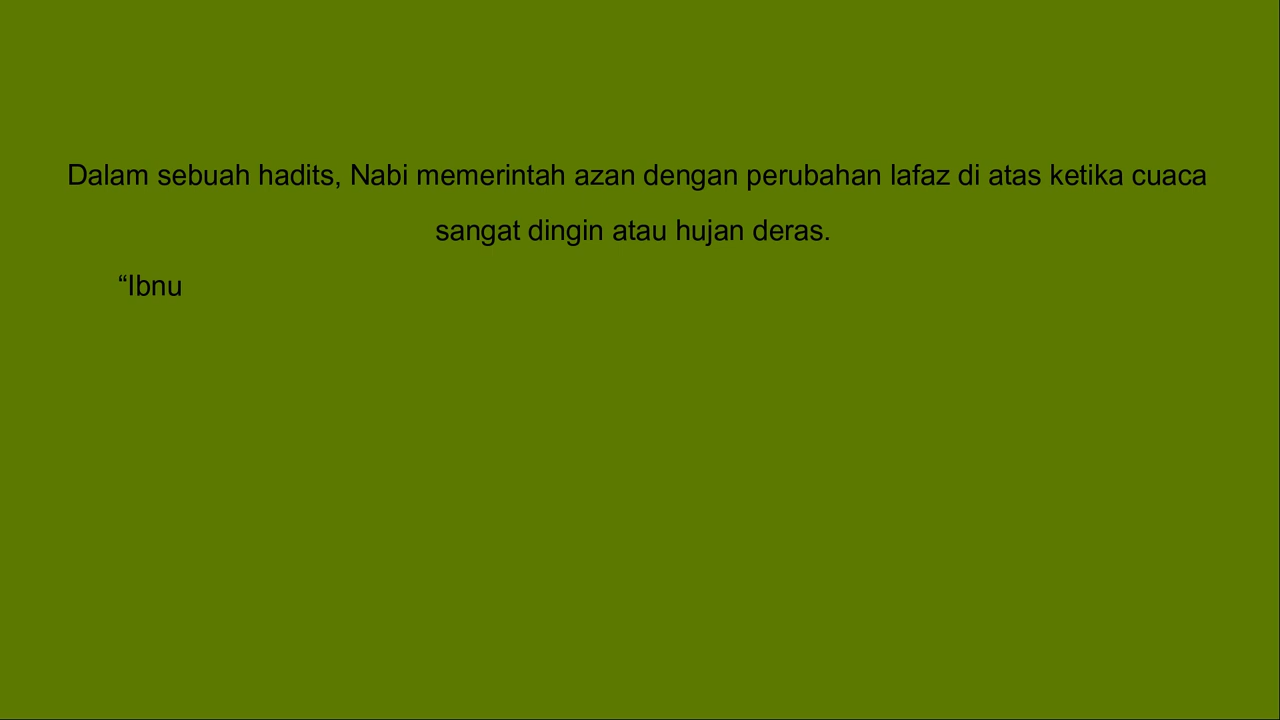 Dalam sebuah hadits, Nabi memerintah azan dengan perubahan lafaz di atas ketika cuaca
sangat dingin atau hujan deras.
“Ibnu